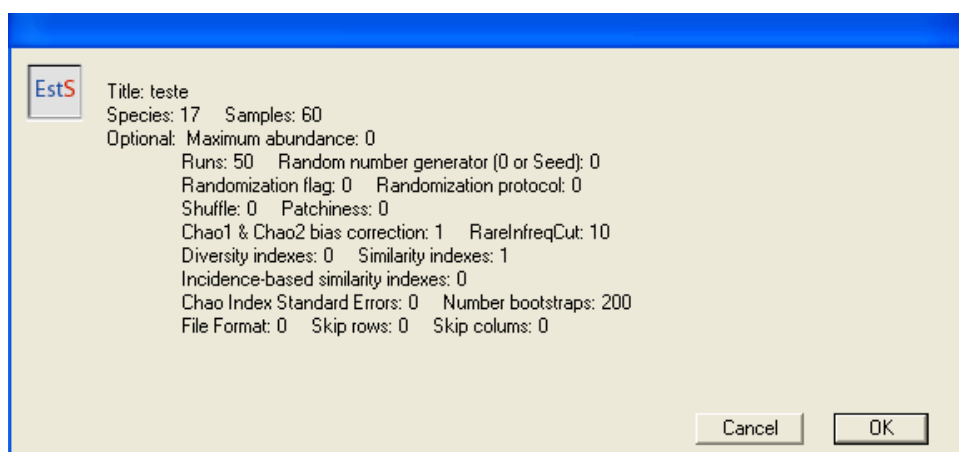 EstS
Title: teste
Species: 17 Samples: 60
Optional: Maximum abundance: 0
Runs: 50 Random number generator (0 or Seed): 0
Randomization flag: 0 Randomization protocol: 0
Shuffle: 0 Patchiness: 0
Chao1 & Chao2 bias correction: 1 RareInfreqCut: 10
Diversity indexes: 0 Similarity indexes: 1
Incidence-based similarity indexes: 0
Chao Index Standard Errors: 0 Number bootstraps: 200
File Format: 0 Skip rows: 0 Skip colums: 0
Cancel OK